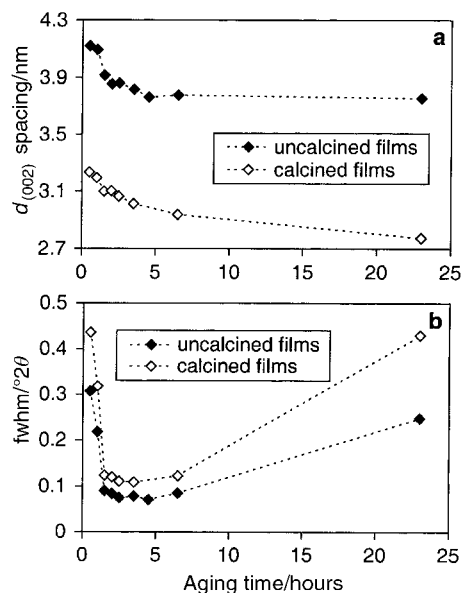 a
4.3
3.9
3.5
3.1
2.7
d(002) spacing/nm
uncalcined films
calcined films
0 5 10 15 20 25
b
0.5
0.4
0.3
0.2
0.1
0
fwhm/°2θ
uncalcined films
calcined films
0 5 10 15 20 25
Aging time/hours